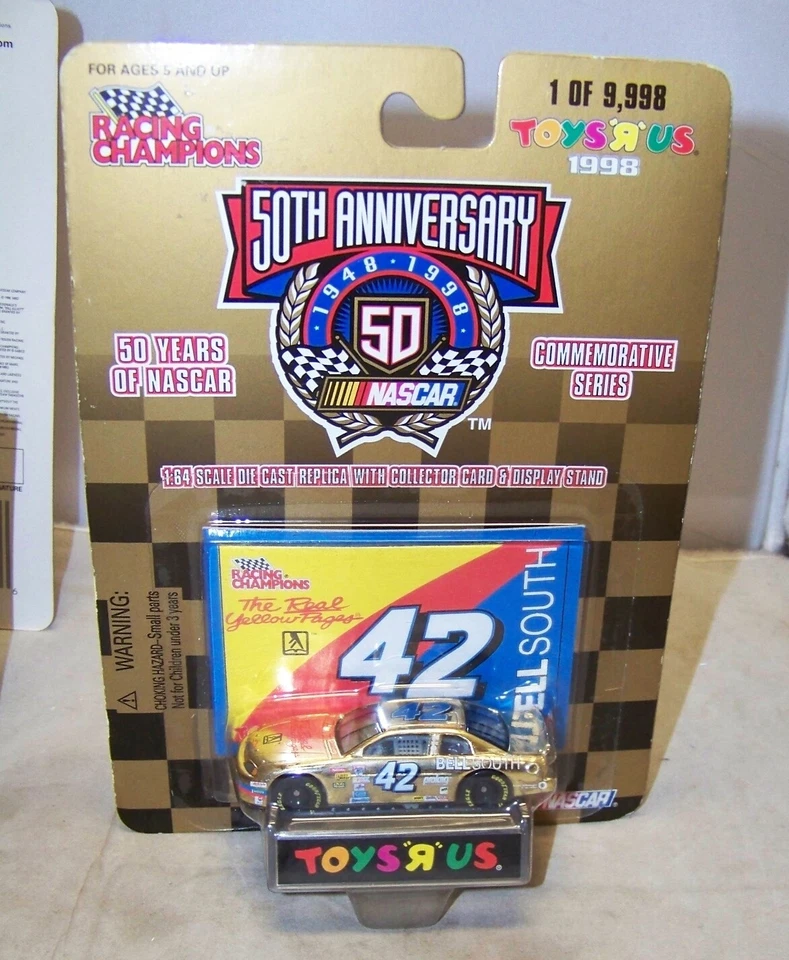 FOR AGES 5 AND UP
RACING
CHAMPIONS
1 OF 9,998
TOYS "R" US
1998
50TH ANNIVERSARY
1948 · 1998
50
NASCAR
TM
50 YEARS
OF NASCAR
COMMEMORATIVE
SERIES
1:64 SCALE DIE CAST REPLICA WITH COLLECTOR CARD & DISPLAY STAND
WARNING:
CHOKING HAZARD-Small parts
Not for Children under 3 years
RACING
CHAMPIONS
The Real
Yellow Pages
42
BELLSOUTH
42
BELLSOUTH
42
NASCAR
TOYS "R" US